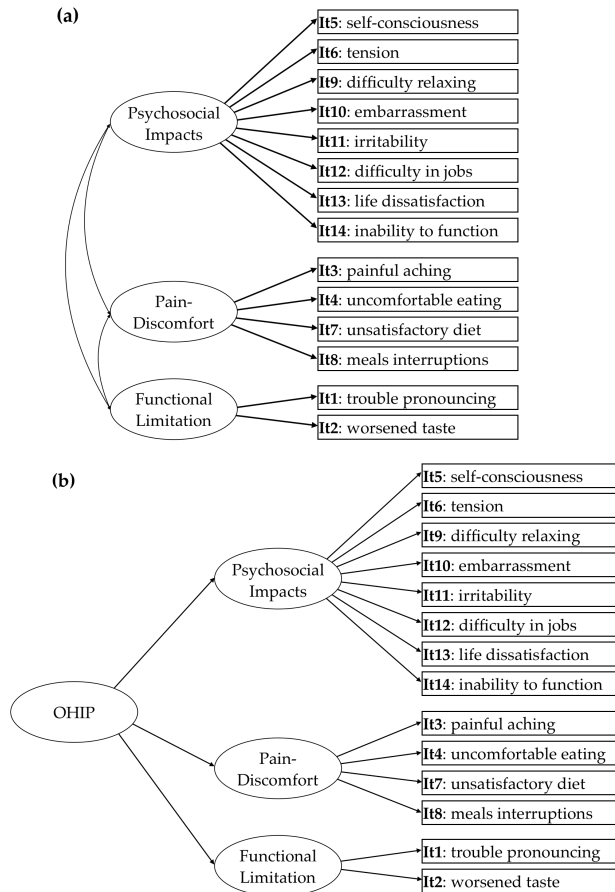 (a)
It5: self-consciousness
It6: tension
It9: difficulty relaxing
It10: embarrassment
It11: irritability
It12: difficulty in jobs
It13: life dissatisfaction
It14: inability to function
Psychosocial
Impacts
It3: painful aching
It4: uncomfortable eating
It7: unsatisfactory diet
It8: meals interruptions
Pain-
Discomfort
It1: trouble pronouncing
It2: worsened taste
Functional
Limitation
(b)
It5: self-consciousness
It6: tension
It9: difficulty relaxing
It10: embarrassment
It11: irritability
It12: difficulty in jobs
It13: life dissatisfaction
It14: inability to function
Psychosocial
Impacts
OHIP
It3: painful aching
It4: uncomfortable eating
It7: unsatisfactory diet
It8: meals interruptions
Pain-
Discomfort
It1: trouble pronouncing
It2: worsened taste
Functional
Limitation